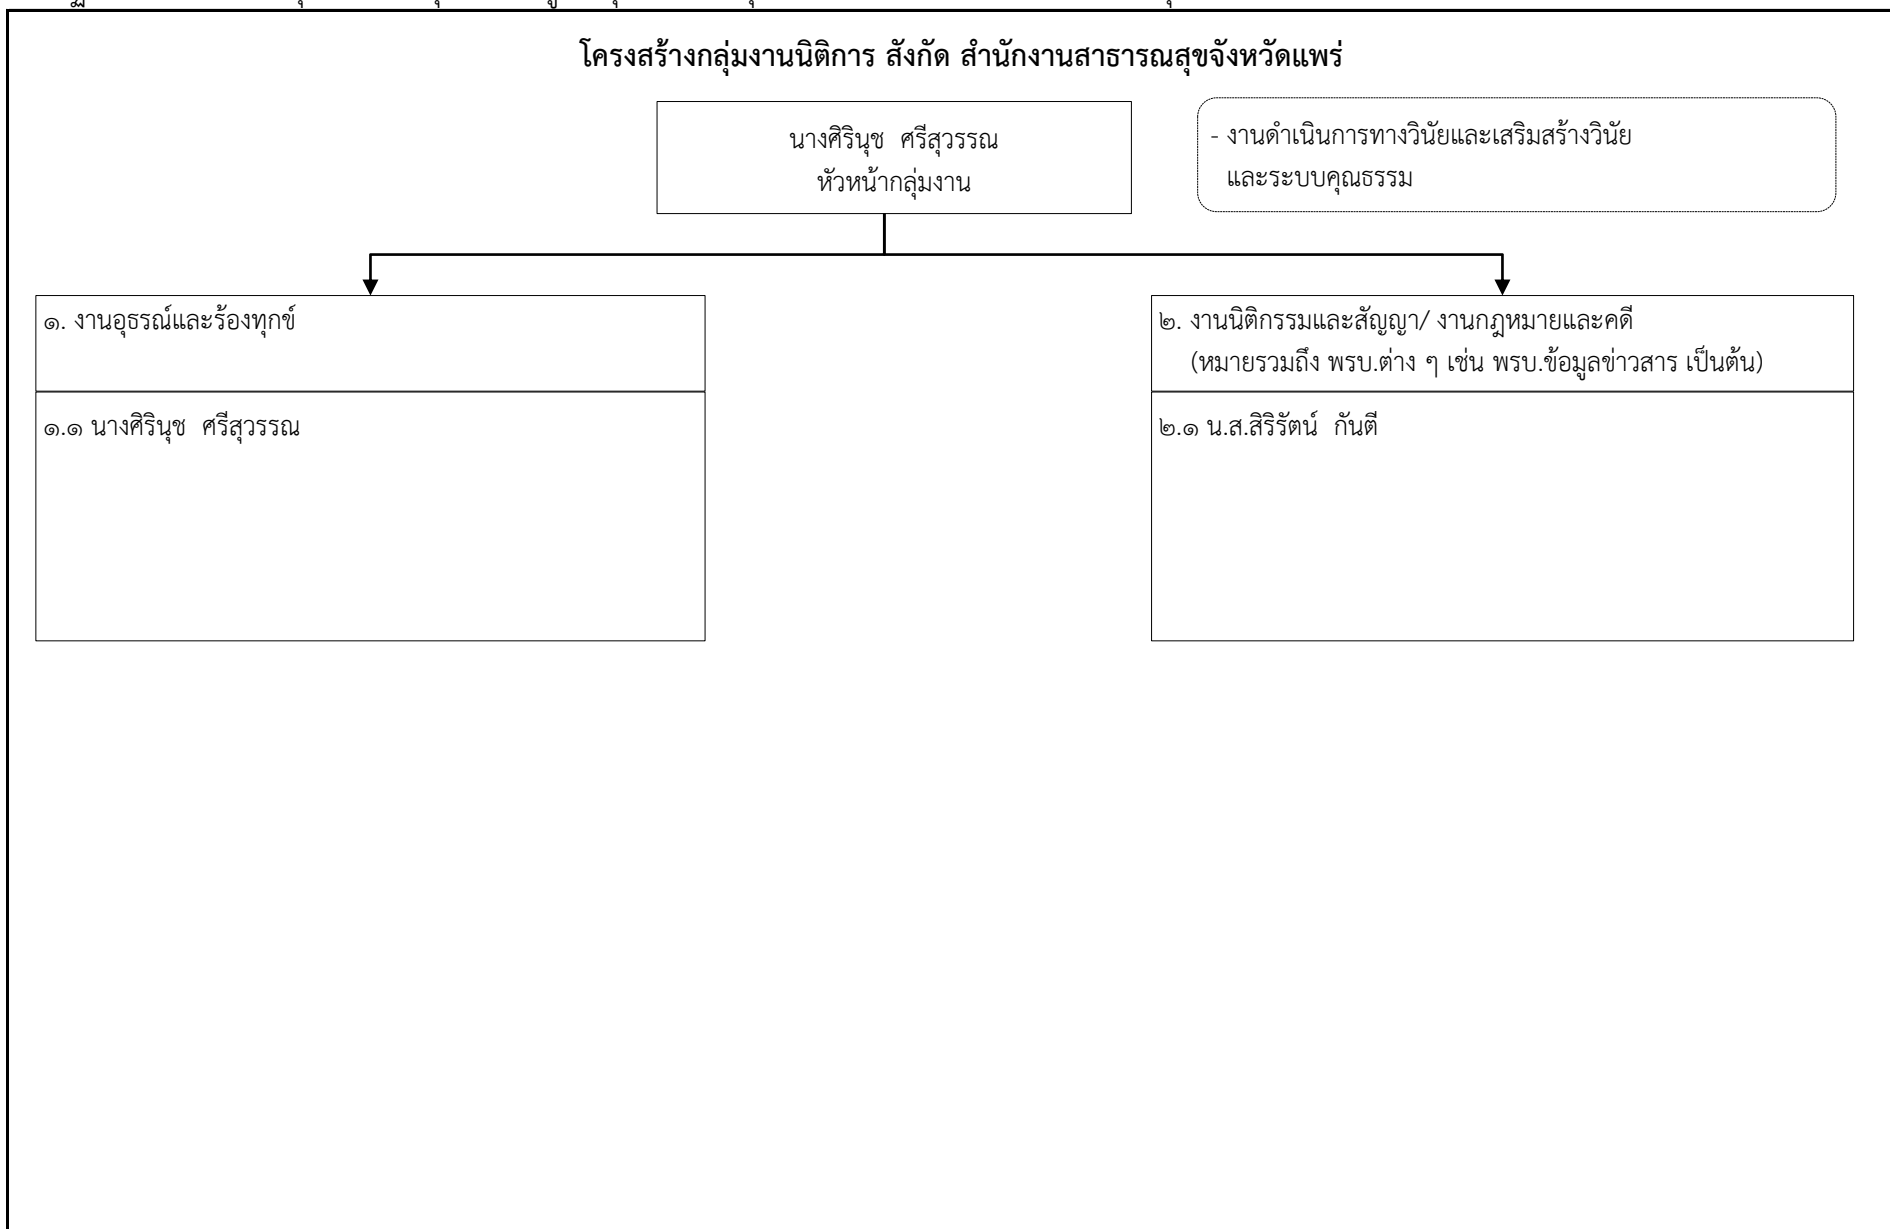 โครงสร้างกลุ่มงานนิติการ สังกัด สำนักงานสาธารณสุขจังหวัดแพร่
นางศิรินุช ศรีสุวรรณ
หัวหน้ากลุ่มงาน
- งานดำเนินการทางวินัยและเสริมสร้างวินัย
และระบบคุณธรรม
๑. งานอุธรณ์และร้องทุกข์
๑.๑ นางศิรินุช ศรีสุวรรณ
๒. งานนิติกรรมและสัญญา/ งานกฎหมายและคดี
(หมายรวมถึง พรบ.ต่าง ๆ เช่น พรบ.ข้อมูลข่าวสาร เป็นต้น)
๒.๑ น.ส.สิริรัตน์ กันตี